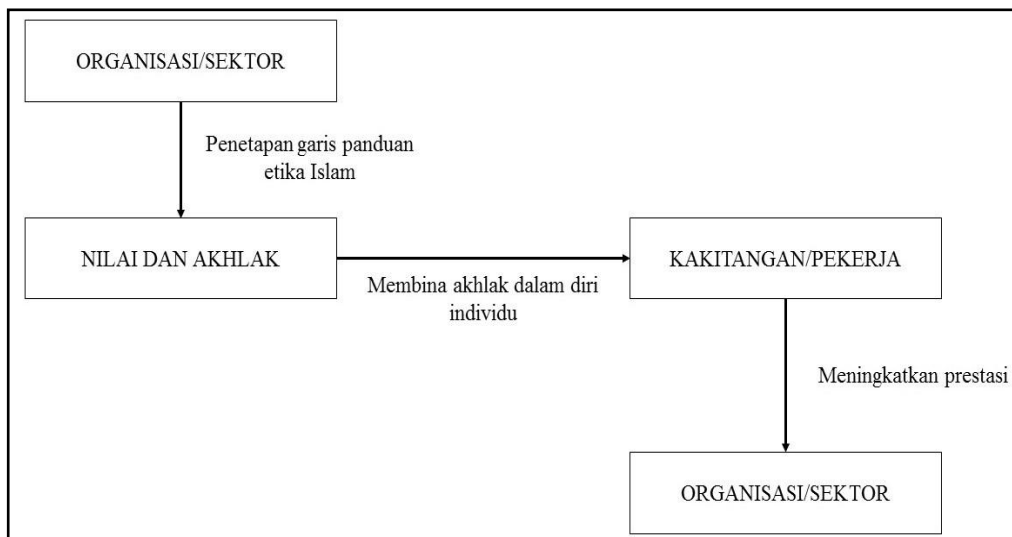 ORGANISASI/SEKTOR
Penetapan garis panduan
etika Islam
NILAI DAN AKHLAK
Membina akhlak dalam diri
individu
KAKITANGAN/PEKERJA
Meningkatkan prestasi
ORGANISASI/SEKTOR